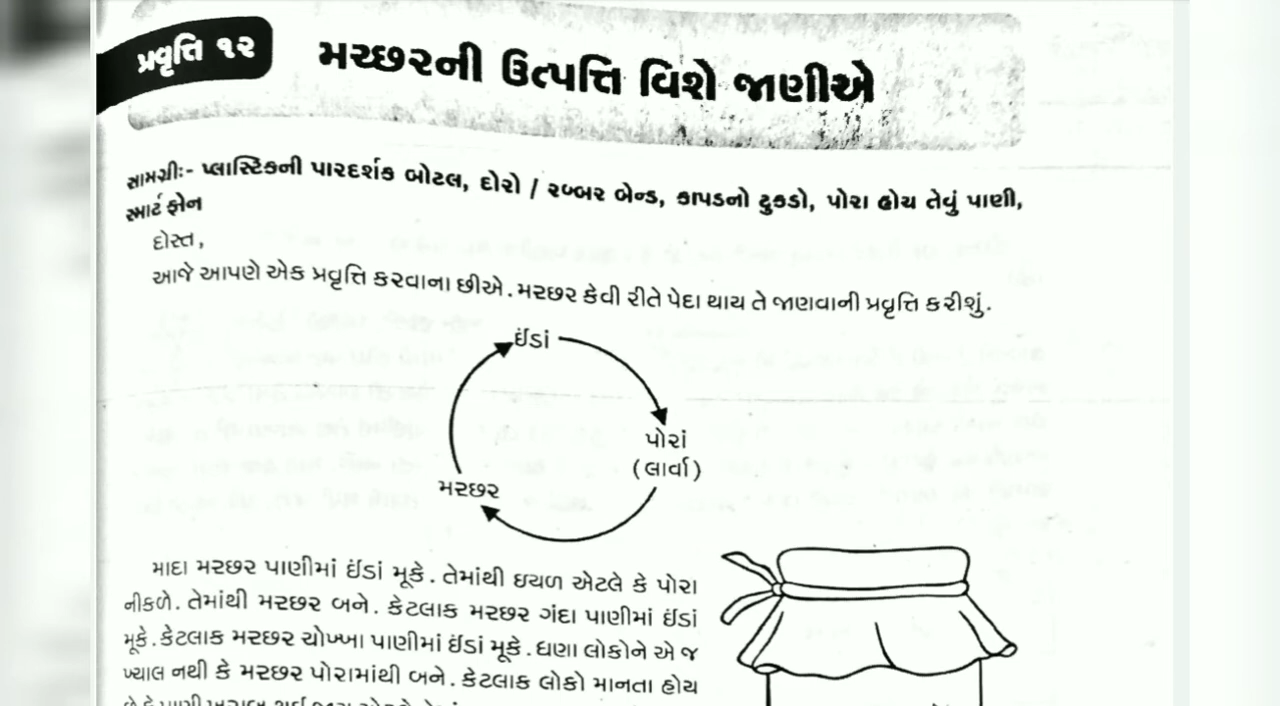 પ્રવૃત્તિ ૧૨
મચ્છરની ઉત્પત્તિ વિશે જાણીએ
સામગ્રીઃ- પ્લાસ્ટિકની પારદર્શક બોટલ, દોરો / રબ્બર બેન્ડ, કાપડનો ટુકડો, પોરા હોય તેવું પાણી,
સ્માર્ટ ફોન
દોસ્ત,
આજે આપણે એક પ્રવૃત્તિ કરવાના છીએ. મચ્છર કેવી રીતે પેદા થાય તે જાણવાની પ્રવૃત્તિ કરીશું.
ઈંડાં
પોરાં
(લાર્વા)
મચ્છર
માદા મચ્છર પાણીમાં ઈંડાં મૂકે. તેમાંથી ઇયળ એટલે કે પોરા
નીકળે. તેમાંથી મચ્છર બને. કેટલાક મચ્છર ગંદા પાણીમાં ઈંડાં
મૂકે. કેટલાક મચ્છર ચોખ્ખા પાણીમાં ઈંડાં મૂકે. ઘણા લોકોને એ જ
ખ્યાલ નથી કે મચ્છર પોરામાંથી બને. કેટલાક લોકો માનતા હોય